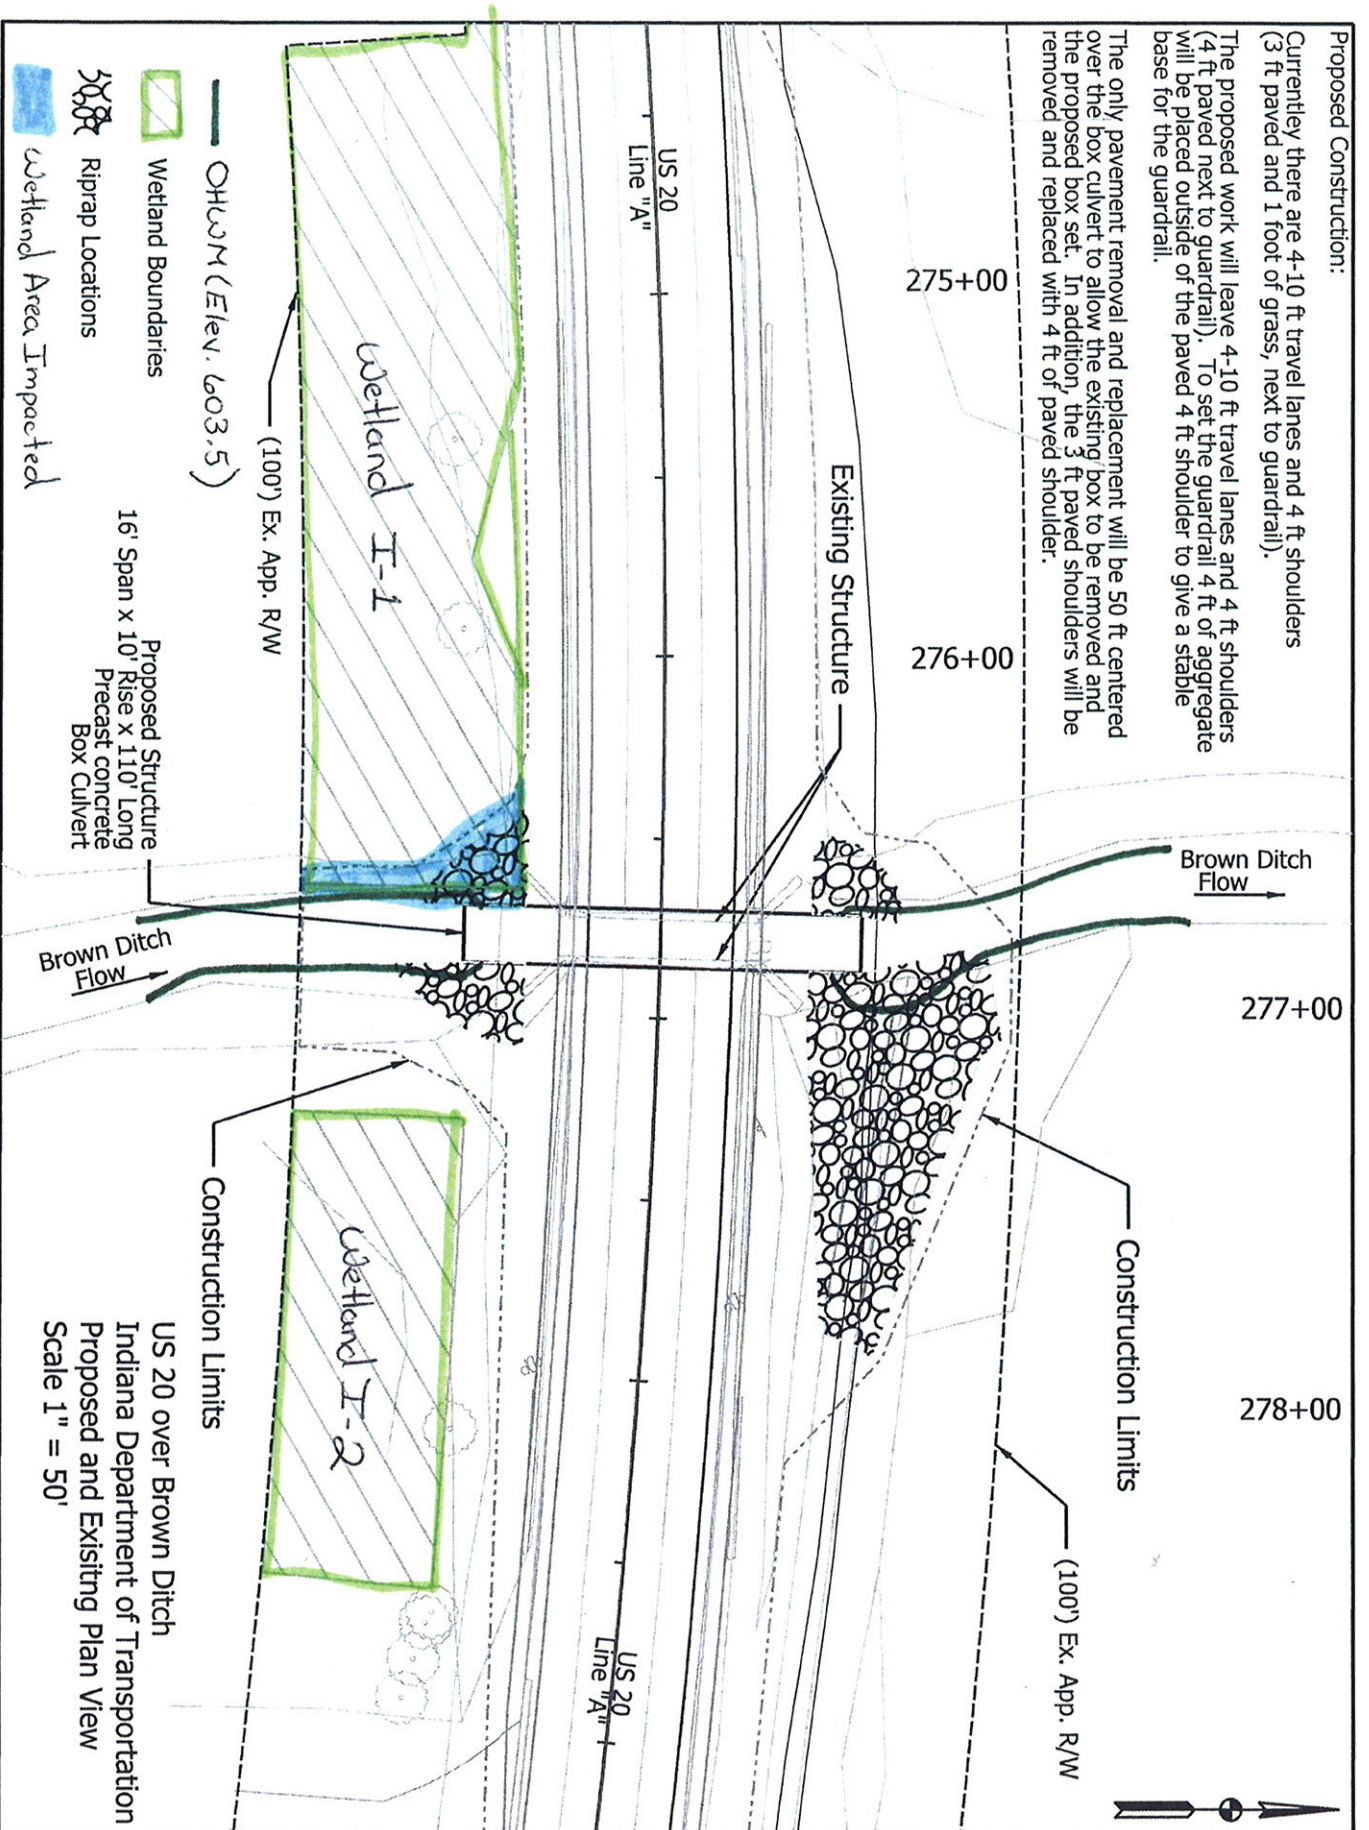 Proposed Construction:
Currentley there are 4-10 ft travel lanes and 4 ft shoulders
(3 ft paved and 1 foot of grass, next to guardrail).
The proposed work will leave 4-10 ft travel lanes and 4 ft shoulders
(4 ft paved next to guardrail). To set the guardrail 4 ft of aggregate
will be placed outside of the paved 4 ft shoulder to give a stable
base for the guardrail.
The only pavement removal and replacement will be 50 ft centered
over the box culvert to allow the existing box to be removed and
the proposed box set. In addition, the 3 ft paved shoulders will be
removed and replaced with 4 ft of paved shoulder.
275+00
276+00
277+00
278+00
Existing Structure
Brown Ditch
Flow
Construction Limits
(100') Ex. App. R/W
US 20
Line "A"
US 20
Line "A"
Wetland I-1
(100') Ex. App. R/W
Brown Ditch
Flow
Construction Limits
Wetland I-2
OHWM (Elev. 603.5)
Wetland Boundaries
Riprap Locations
Wetland Area Impacted
Proposed Structure
16' Span x 10' Rise x 110' Long
Precast concrete
Box Culvert
US 20 over Brown Ditch
Indiana Department of Transportation
Proposed and Exisitng Plan View
Scale 1" = 50'